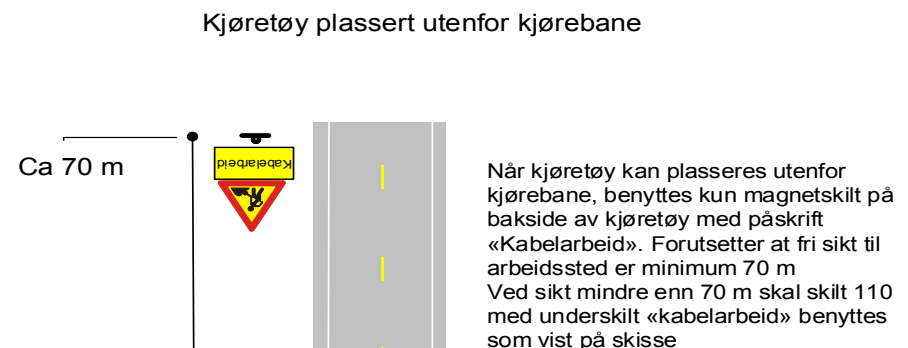 Kjøretøy plassert utenfor kjørebane
Ca 70 m
Kabelarbeid
Når kjøretøy kan plasseres utenfor
kjørebane, benyttes kun magnetskilt på
bakside av kjøretøy med påskrift
«Kabelarbeid». Forutsetter at fri sikt til
arbeidssted er minimum 70 m
Ved sikt mindre enn 70 m skal skilt 110
med underskilt «kabelarbeid» benyttes
som vist på skisse